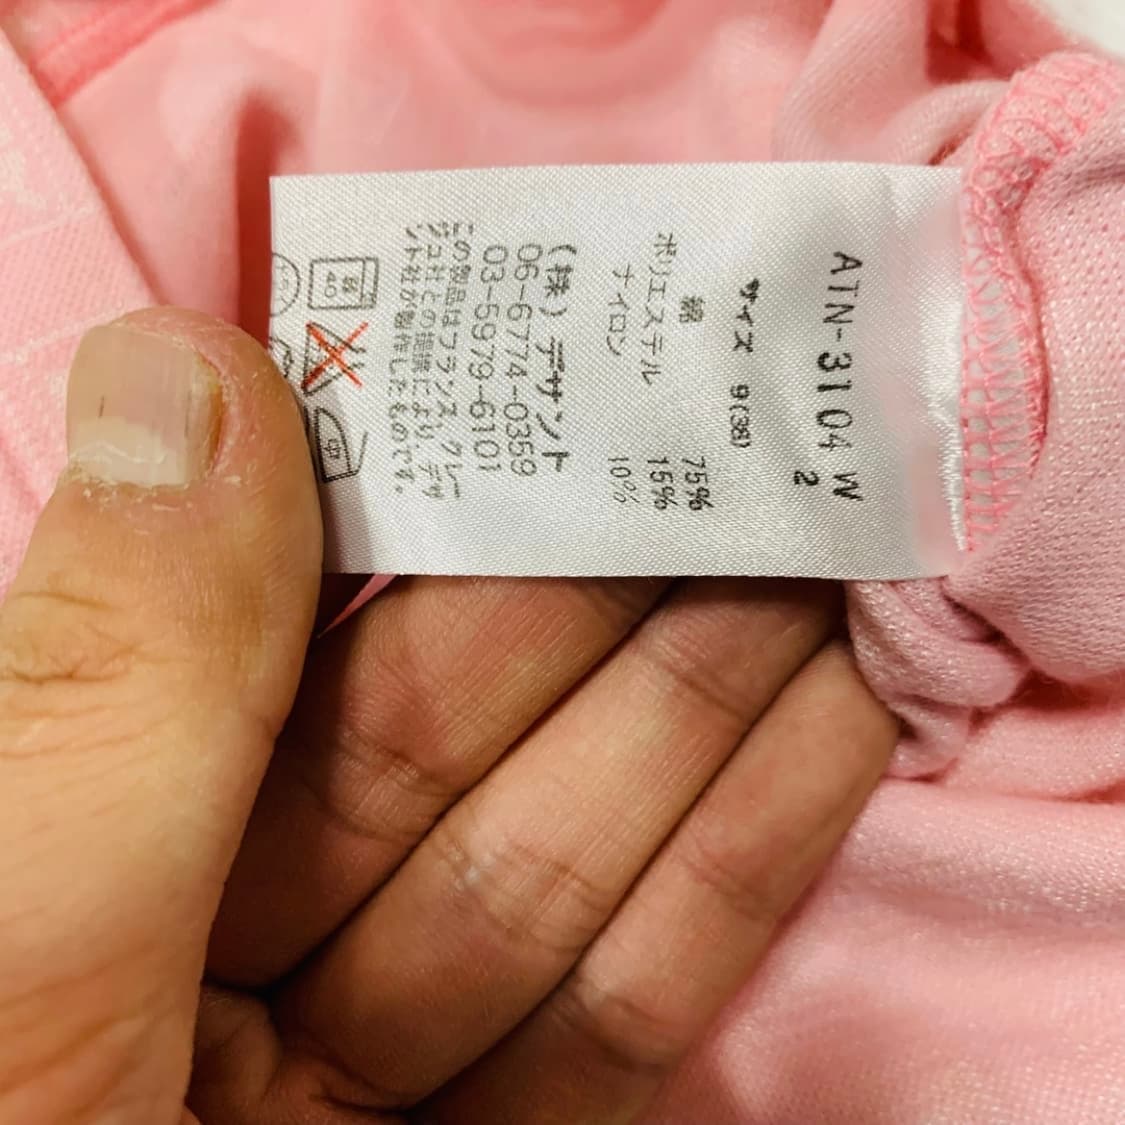 ATN-3104 W
2
サイズ 9(38)
綿 75%
ポリエステル 15%
ナイロン 10%
(株) デサント
06-6774-0359
03-5979-6101
この製品はフランス、クレー
ジュ社との提携により、デサ
ント社が製作したものです。
40
中